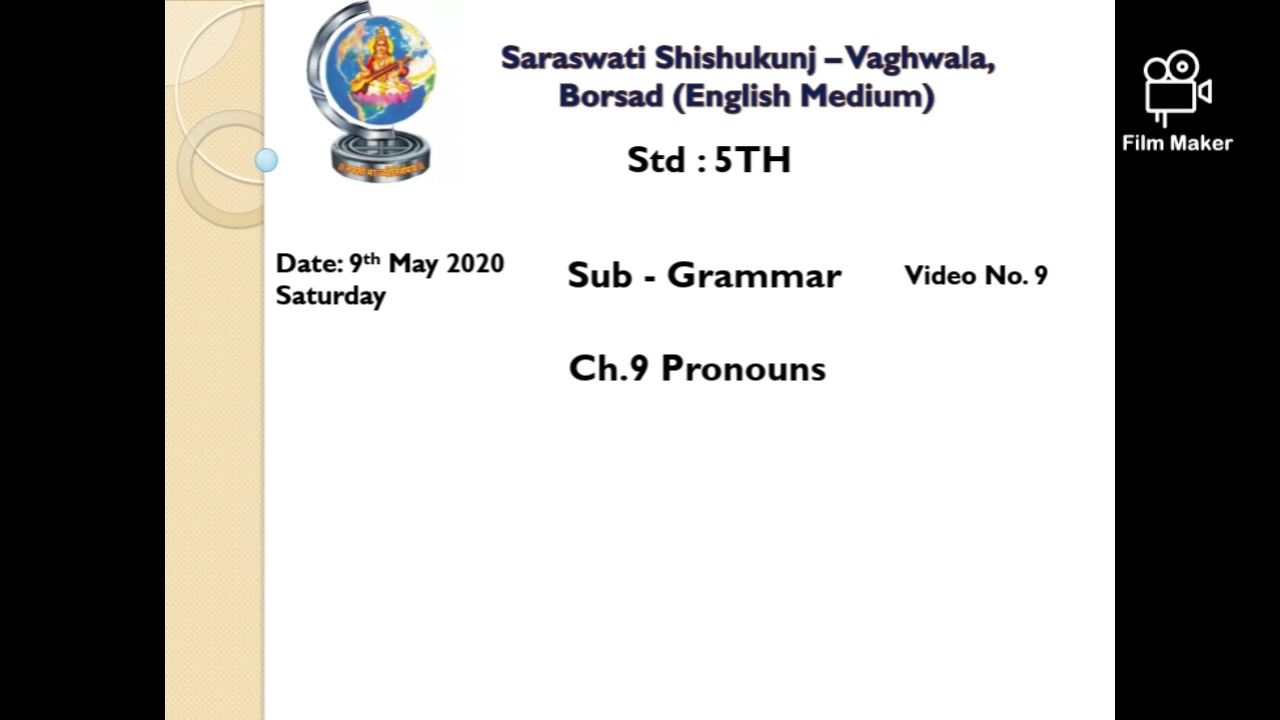 Saraswati Shishukunj – Vaghwala,
Borsad (English Medium)
Std : 5TH
Date: 9th May 2020
Saturday
Sub - Grammar
Video No. 9
Ch.9 Pronouns
Film Maker